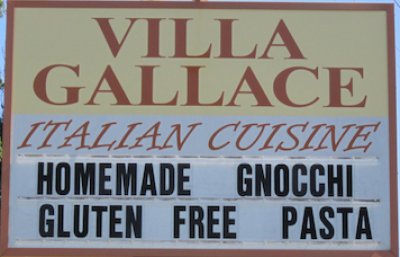 VILLA
GALLACE
ITALIAN CUISINE
HOMEMADE GNOCCHI
GLUTEN FREE PASTA